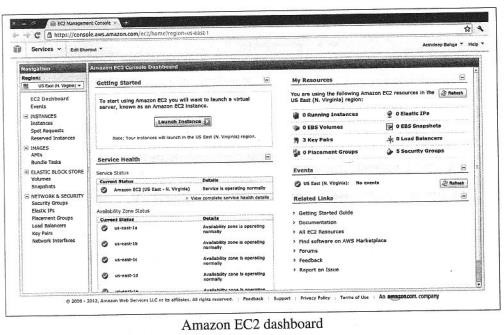 EC2 Management Console
https://console.aws.amazon.com/ec2/home?region=us-east-1
Services
Edit Shortcut
Arshdeep Bahga
Help
Navigation
Region:
US East (N. Virginia)
EC2 Dashboard
Events
INSTANCES
Instances
Spot Requests
Reserved Instances
IMAGES
AMIs
Bundle Tasks
ELASTIC BLOCK STORE
Volumes
Snapshots
NETWORK & SECURITY
Security Groups
Elastic IPs
Placement Groups
Load Balancers
Key Pairs
Network Interfaces
Amazon EC2 Console Dashboard
Getting Started
To start using Amazon EC2 you will want to launch a virtual
server, known as an Amazon EC2 instance.
Launch Instance
Note: Your instances will launch in the US East (N. Virginia) region.
Service Health
Service Status
Current Status Details
Amazon EC2 (US East - N. Virginia) Service is operating normally
> View complete service health details
Availability Zone Status
Current Status Details
us-east-1a Availability zone is operating
normally
us-east-1b Availability zone is operating
normally
us-east-1c Availability zone is operating
normally
us-east-1d Availability zone is operating
normally
Availability zone is operating
My Resources
You are using the following Amazon EC2 resources in the
US East (N. Virginia) region:
Refresh
0 Running Instances 0 Elastic IPs
0 EBS Volumes 0 EBS Snapshots
3 Key Pairs 0 Load Balancers
0 Placement Groups 5 Security Groups
Events
US East (N. Virginia): No events
Refresh
Related Links
> Getting Started Guide
> Documentation
> All EC2 Resources
> Find software on AWS Marketplace
> Forums
> Feedback
> Report an Issue
© 2008 - 2012, Amazon Web Services LLC or its affiliates. All rights reserved. Feedback Support Privacy Policy Terms of Use An amazon.com company
Amazon EC2 dashboard